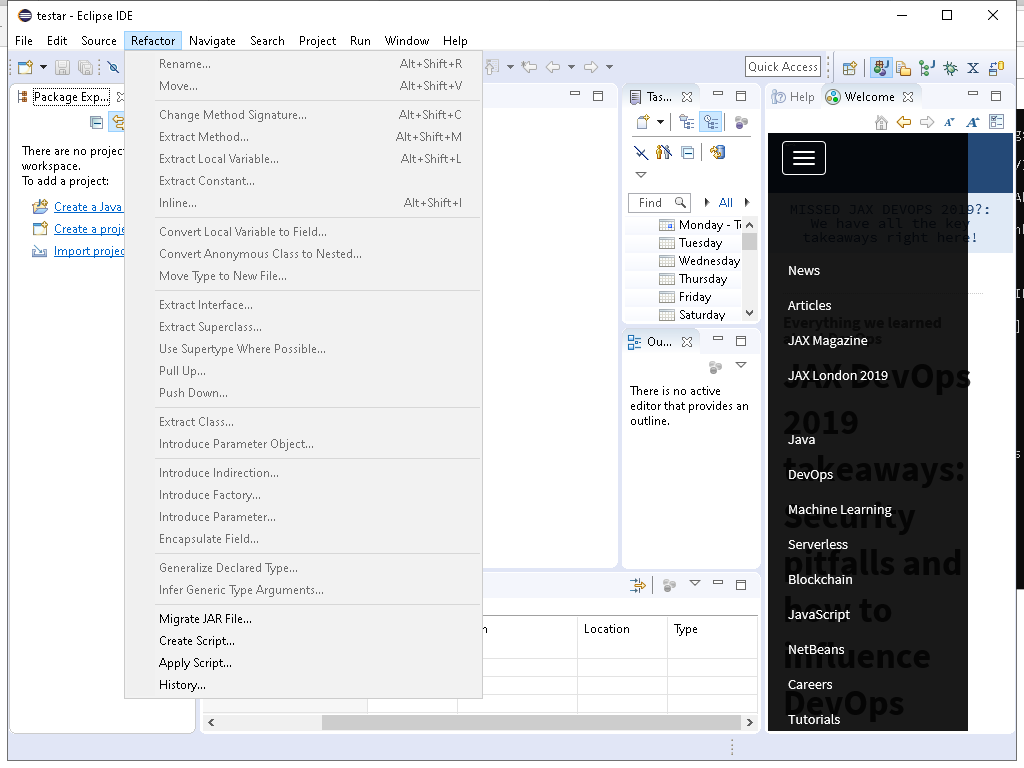 testar - Eclipse IDE
File Edit Source Refactor Navigate Search Project Run Window Help
Quick Access
Package Exp...
There are no projec
workspace.
To add a project:
Create a Java
Create a proje
Import projec
Rename... Alt+Shift+R
Move... Alt+Shift+V
Change Method Signature... Alt+Shift+C
Extract Method... Alt+Shift+M
Extract Local Variable... Alt+Shift+L
Extract Constant...
Inline... Alt+Shift+I
Convert Local Variable to Field...
Convert Anonymous Class to Nested...
Move Type to New File...
Extract Interface...
Extract Superclass...
Use Supertype Where Possible...
Pull Up...
Push Down...
Extract Class...
Introduce Parameter Object...
Introduce Indirection...
Introduce Factory...
Introduce Parameter...
Encapsulate Field...
Generalize Declared Type...
Infer Generic Type Arguments...
Migrate JAR File...
Create Script...
Apply Script...
History...
Location Type
Tas...
Find All
Monday - T
Tuesday
Wednesday
Thursday
Friday
Saturday
Ou...
There is no active
editor that provides an
outline.
Help Welcome
MISSED JAX DEVOPS 2019?:
We have all the key
takeaways right here!
News
Articles
Everything we learned
DevOps
JAX Magazine
JAX London 2019
JAX DevOps
2019
takeaways:
Security
pitfalls and
how to
influence
DevOps
Java
DevOps
Machine Learning
Serverless
Blockchain
JavaScript
NetBeans
Careers
Tutorials